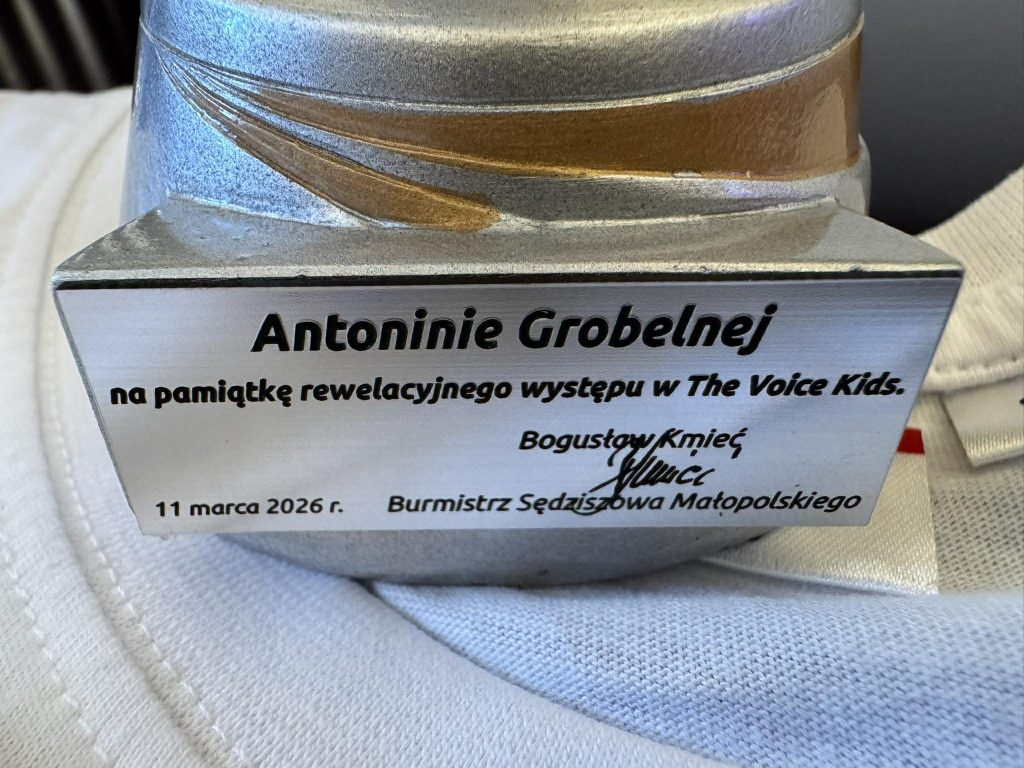 Antoninie Grobelnej
na pamiątkę rewelacyjnego występu w The Voice Kids.
Bogusław Kmieć
11 marca 2026 r. Burmistrz Sędziszowa Małopolskiego